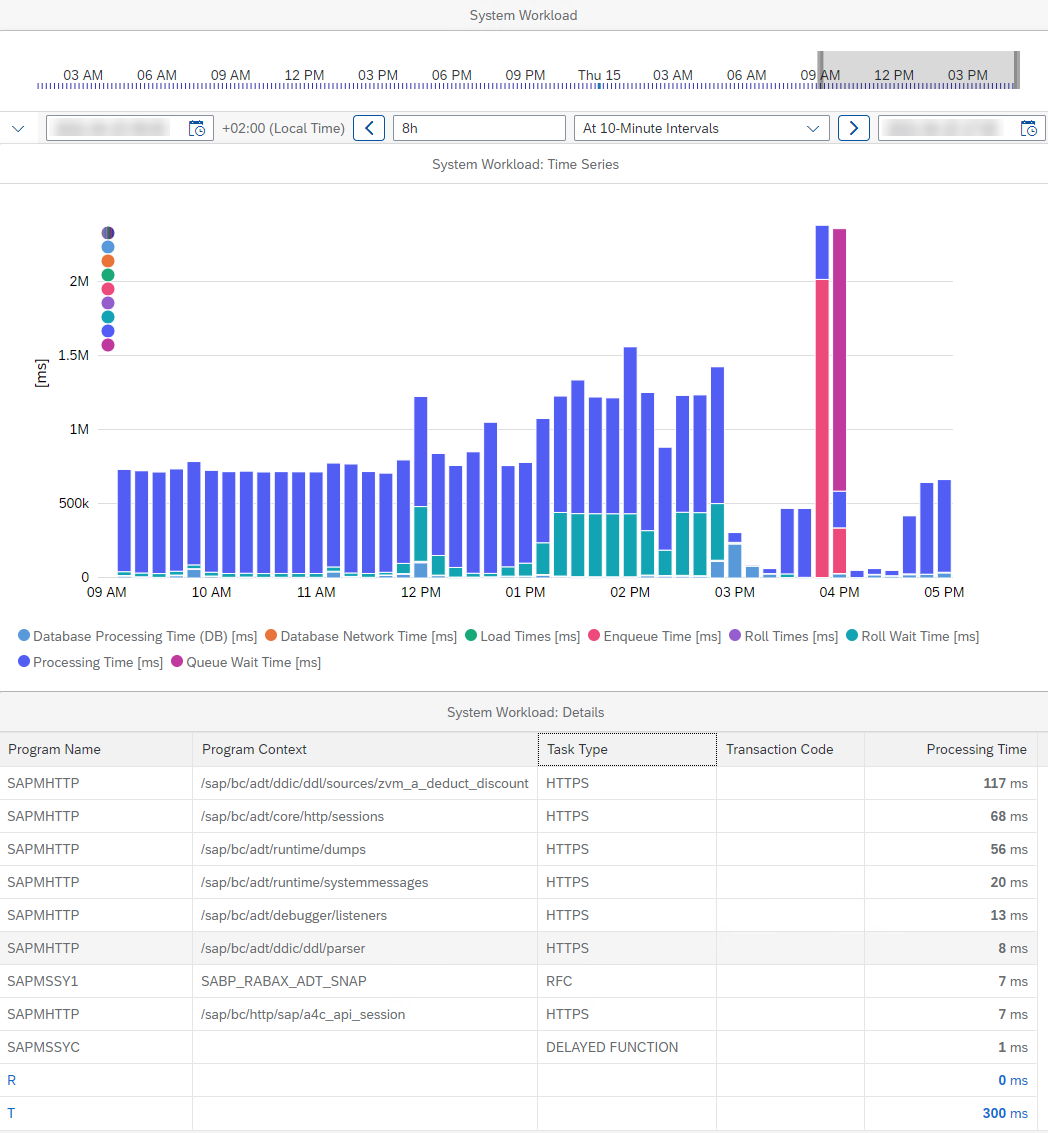 System Workload
03 AM 06 AM 09 AM 12 PM 03 PM 06 PM 09 PM Thu 15 03 AM 06 AM 09 AM 12 PM 03 PM
+02:00 (Local Time) 8h At 10-Minute Intervals
System Workload: Time Series
2M
1.5M
[ms]
1M
500k
0
09 AM 10 AM 11 AM 12 PM 01 PM 02 PM 03 PM 04 PM 05 PM
Database Processing Time (DB) [ms] Database Network Time [ms] Load Times [ms] Enqueue Time [ms] Roll Times [ms] Roll Wait Time [ms]
Processing Time [ms] Queue Wait Time [ms]
System Workload: Details
Program Name Program Context Task Type Transaction Code Processing Time
SAPMHTTP /sap/bc/adt/ddic/ddl/sources/zvm_a_deduct_discount HTTPS 117 ms
SAPMHTTP /sap/bc/adt/core/http/sessions HTTPS 68 ms
SAPMHTTP /sap/bc/adt/runtime/dumps HTTPS 56 ms
SAPMHTTP /sap/bc/adt/runtime/systemmessages HTTPS 20 ms
SAPMHTTP /sap/bc/adt/debugger/listeners HTTPS 13 ms
SAPMHTTP /sap/bc/adt/ddic/ddl/parser HTTPS 8 ms
SAPMSSY1 SABP_RABAX_ADT_SNAP RFC 7 ms
SAPMHTTP /sap/bc/http/sap/a4c_api_session HTTPS 7 ms
SAPMSSYC DELAYED FUNCTION 1 ms
R 0 ms
T 300 ms